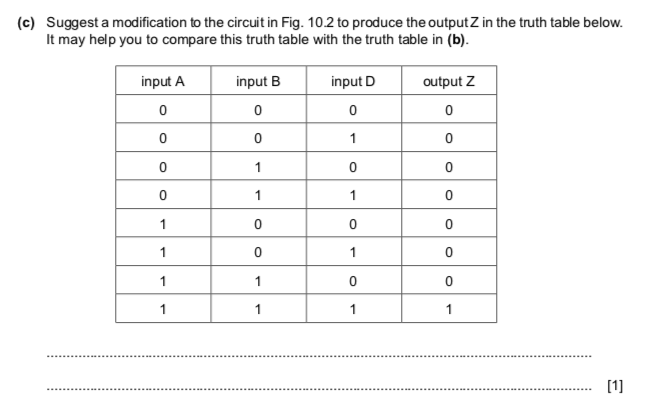 (c) Suggest a modification to the circuit in Fig. 10.2 to produce the output Z in the truth table below.
It may help you to compare this truth table with the truth table in (b).
input A input B input D output Z
0 0 0 0
0 0 1 0
0 1 0 0
0 1 1 0
1 0 0 0
1 0 1 0
1 1 0 0
1 1 1 1
[1]